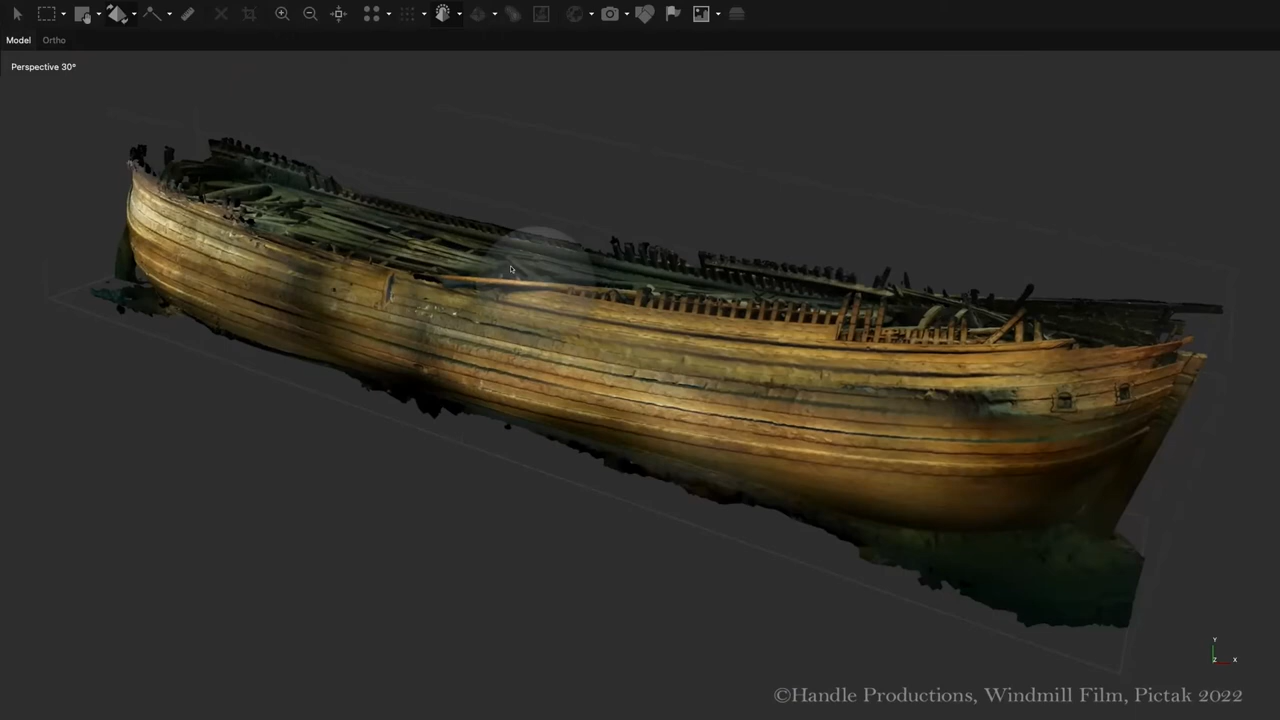 Model Ortho
Perspective 30°
Y
Z X
©Handle Productions, Windmill Film, Pictak 2022